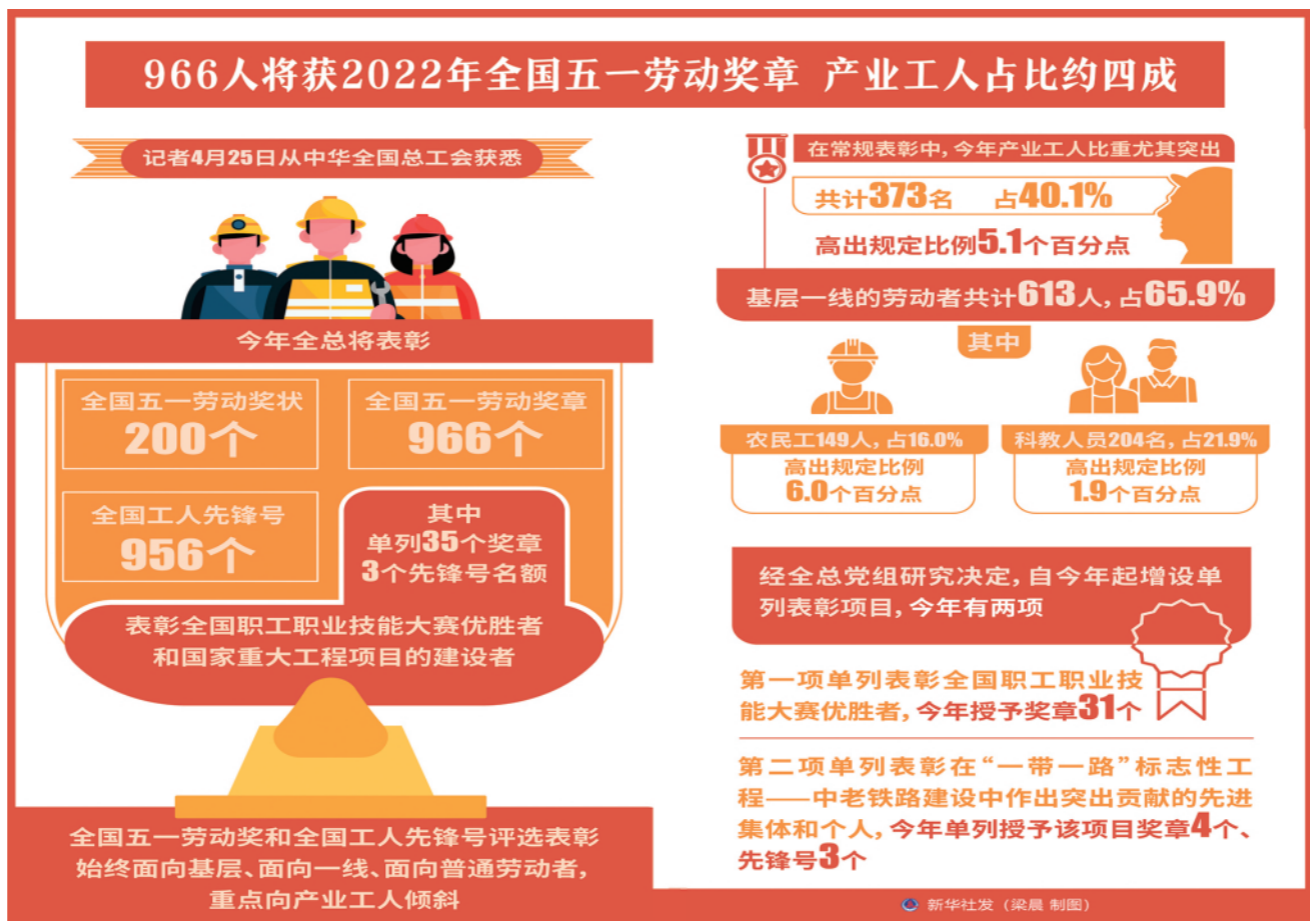 966人将获2022年全国五一劳动奖章 产业工人占比约四成
记者4月25日从中华全国总工会获悉
今年全总将表彰
全国五一劳动奖状
200个
全国五一劳动奖章
966个
全国工人先锋号
956个
其中
单列35个奖章
3个先锋号名额
表彰全国职工职业技能大赛优胜者
和国家重大工程项目的建设者
全国五一劳动奖和全国工人先锋号评选表彰
始终面向基层、面向一线、面向普通劳动者,
重点向产业工人倾斜
在常规表彰中,今年产业工人比重尤其突出
共计373名 占40.1%
高出规定比例5.1个百分点
基层一线的劳动者共计613人,占65.9%
其中
农民工149人,占16.0%
高出规定比例
6.0个百分点
科教人员204名,占21.9%
高出规定比例
1.9个百分点
经全总党组研究决定,自今年起增设单
列表彰项目,今年有两项
第一项单列表彰全国职工职业技
能大赛优胜者,今年授予奖章31个
第二项单列表彰在“一带一路”标志性工
程——中老铁路建设中作出突出贡献的先进
集体和个人,今年单列授予该项目奖章4个、
先锋号3个
新华社发(梁晨 制图)